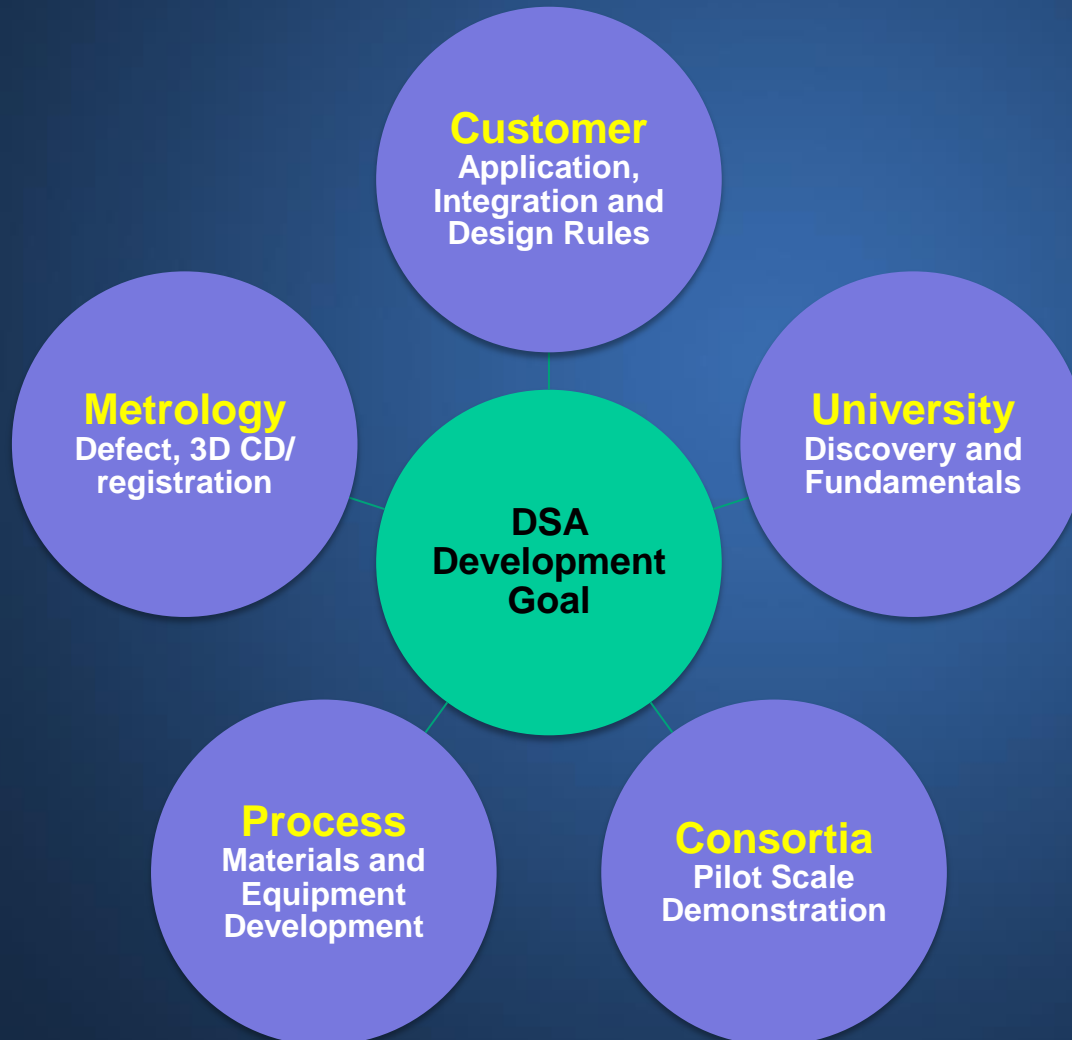 Customer
Application,
Integration and
Design Rules
Metrology
Defect, 3D CD/
registration
University
Discovery and
Fundamentals
DSA
Development
Goal
Process
Materials and
Equipment
Development
Consortia
Pilot Scale
Demonstration